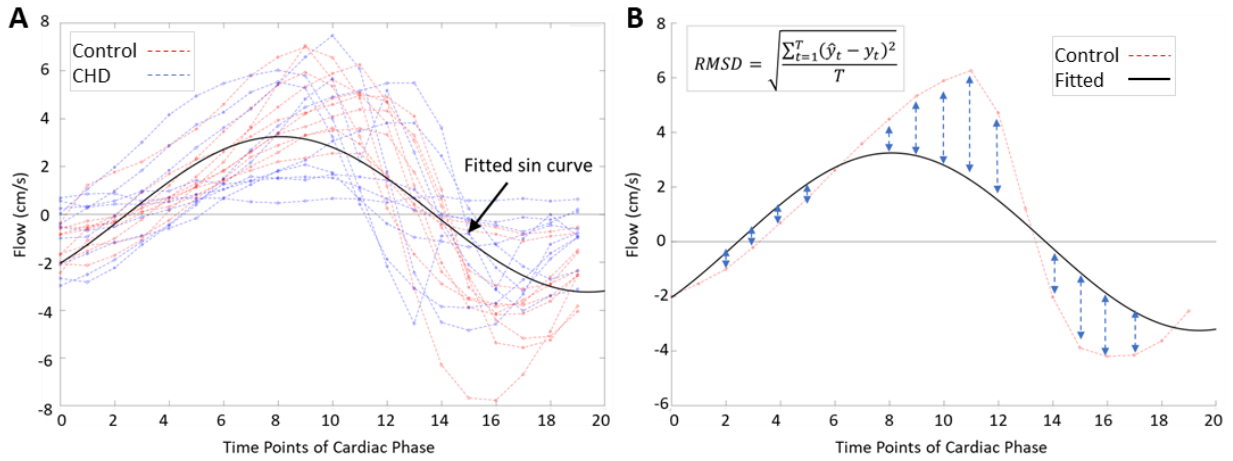 A
8
6
4
2
0
-2
-4
-6
-8
Flow (cm/s)
Control
CHD
Fitted sin curve
0 2 4 6 8 10 12 14 16 18 20
Time Points of Cardiac Phase
B
8
6
4
2
0
-2
-4
-6
Flow (cm/s)
RMSD = √(∑ᵀₜ₌₁(ŷₜ − yₜ)² / T)
Control
Fitted
0 2 4 6 8 10 12 14 16 18 20
Time Points of Cardiac Phase